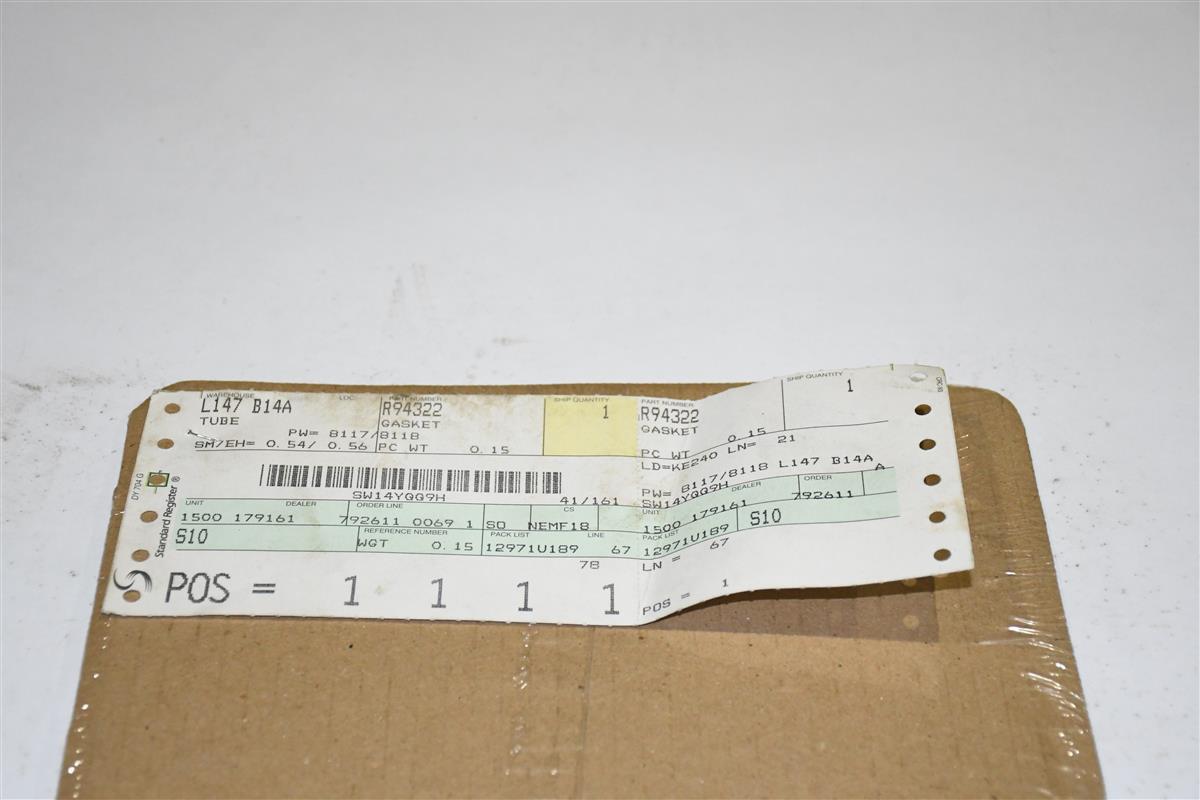 WAREHOUSE LOC. PART NUMBER SHIP QUANTITY
L147 B14A R94322 1
TUBE GASKET
PW= 8117/8118
SM/EH= 0.54/ 0.56 PC WT 0.15
SW14YGG9H
41/161
UNIT DEALER ORDER LINE CS
1500 179161 792611 0069 1 SO NEMF18
S10 REFERENCE NUMBER PACK LIST LINE
WGT 0.15 12971U189 67
78
POS = 1 1 1 1
DY704 G
Standard Register®
PART NUMBER SHIP QUANTITY
R94322 1
GASKET
PC WT 0.15
LD=KE240 LN= 21
PW= 8117/8118 L147 B14A
SW14YGG9H A
UNIT DEALER ORDER
1500 179161 792611
PACK LIST S10
12971U189
LN = 67
POS = 1